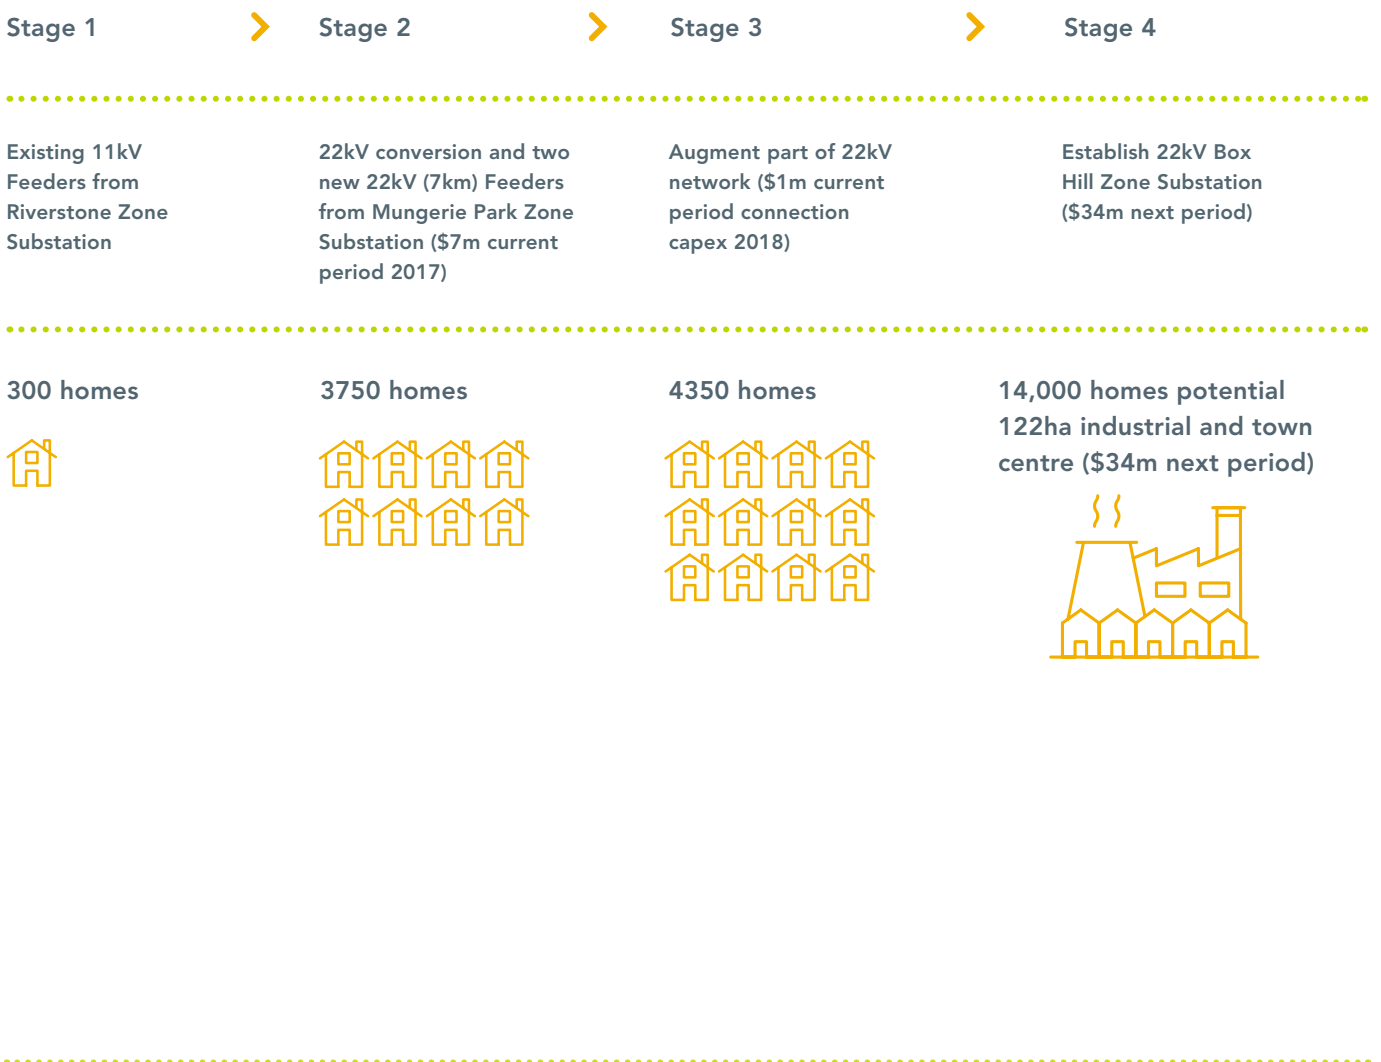 Stage 1
Stage 2
Stage 3
Stage 4
Existing 11kV
Feeders from
Riverstone Zone
Substation
22kV conversion and two
new 22kV (7km) Feeders
from Mungerie Park Zone
Substation ($7m current
period 2017)
Augment part of 22kV
network ($1m current
period connection
capex 2018)
Establish 22kV Box
Hill Zone Substation
($34m next period)
300 homes
3750 homes
4350 homes
14,000 homes potential
122ha industrial and town
centre ($34m next period)